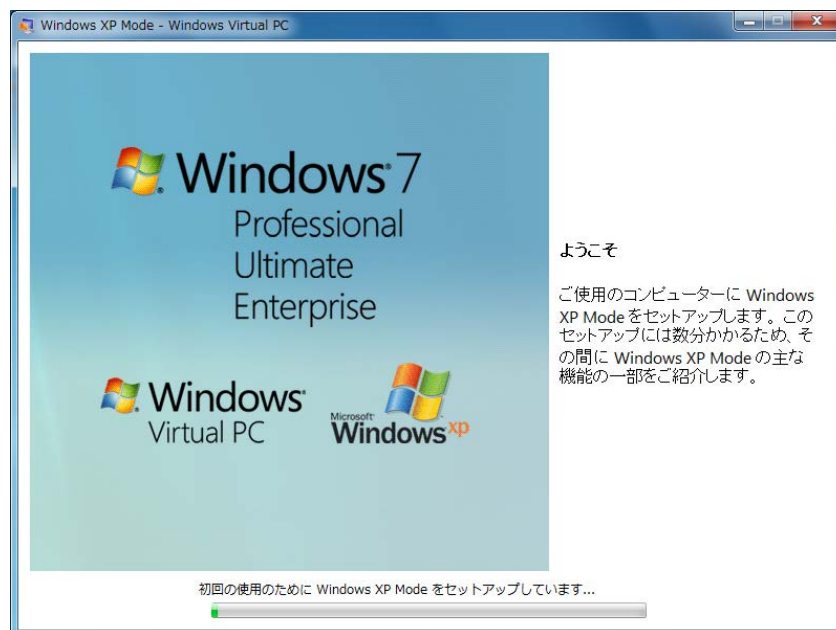 Windows XP Mode - Windows Virtual PC
Windows 7
Professional
Ultimate
Enterprise
Windows
Virtual PC
Microsoft
Windows xp
ようこそ
ご使用のコンピューターに Windows
XP Mode をセットアップします。この
セットアップには数分かかるため、そ
の間に Windows XP Mode の主な
機能の一部をご紹介します。
初回の使用のために Windows XP Mode をセットアップしています...